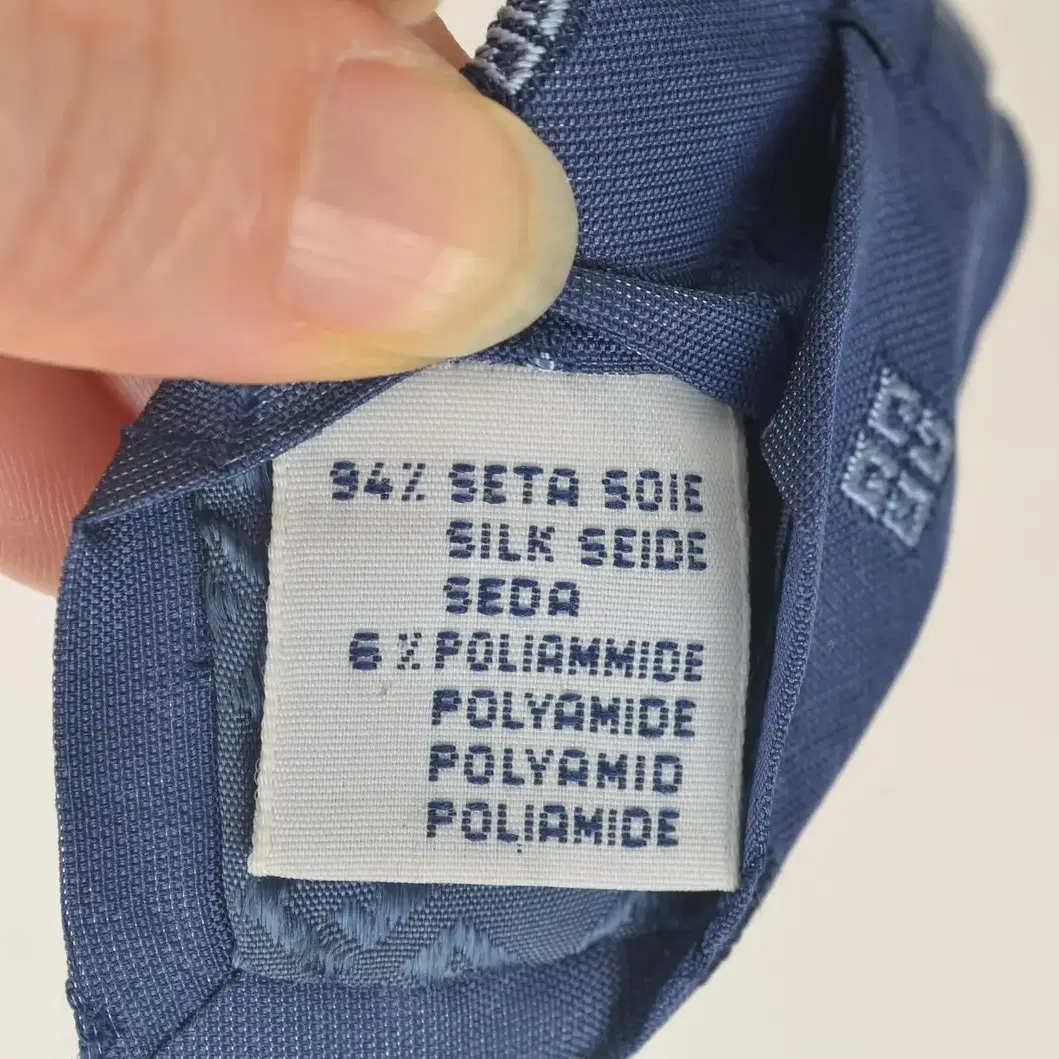 94% SETA SOIE
SILK SEIDE
SEDA
6% POLIAMMIDE
POLYAMIDE
POLYAMID
POLIAMIDE